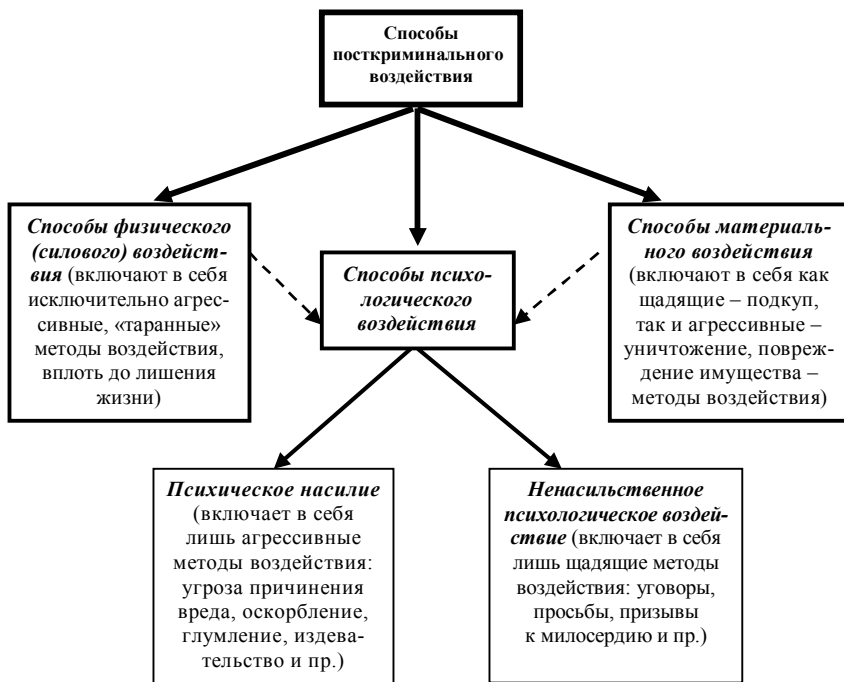 Способы
посткриминального
воздействия
Способы физического
(силового) воздейст-
вия (включают в себя
исключительно агрес-
сивные, «таранные»
методы воздействия,
вплоть до лишения
жизни)
Способы психо-
логического
воздействия
Способы материаль-
ного воздействия
(включают в себя как
щадящие – подкуп,
так и агрессивные –
уничтожение, повреж-
дение имущества –
методы воздействия)
Психическое насилие
(включает в себя
лишь агрессивные
методы воздействия:
угроза причинения
вреда, оскорбление,
глумление, издева-
тельство и пр.)
Ненасильственное
психологическое воздей-
ствие (включает в себя
лишь щадящие методы
воздействия: уговоры,
просьбы, призывы
к милосердию и пр.)